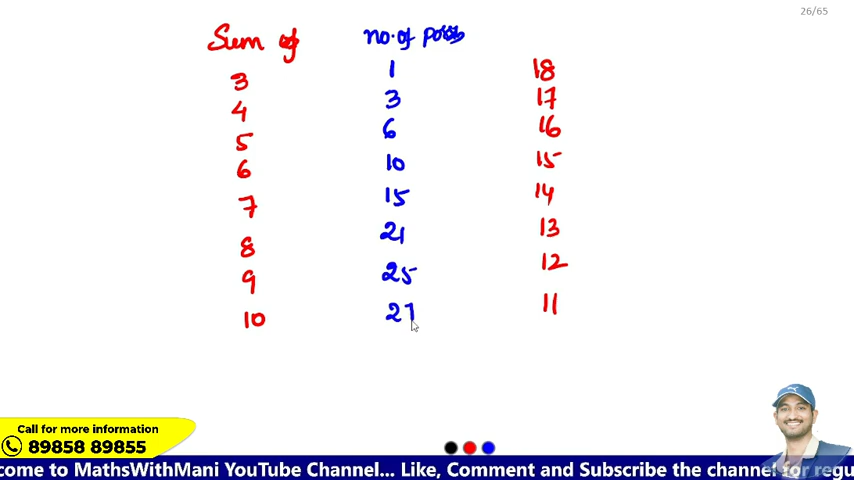 26/65
Sum of no. of possb
3 1 18
4 3 17
5 6 16
6 10 15
7 15 14
8 21 13
9 25 12
10 27 11
Call for more information
89858 89855
come to MathsWithMani YouTube Channel... Like, Comment and Subscribe the channel for regu